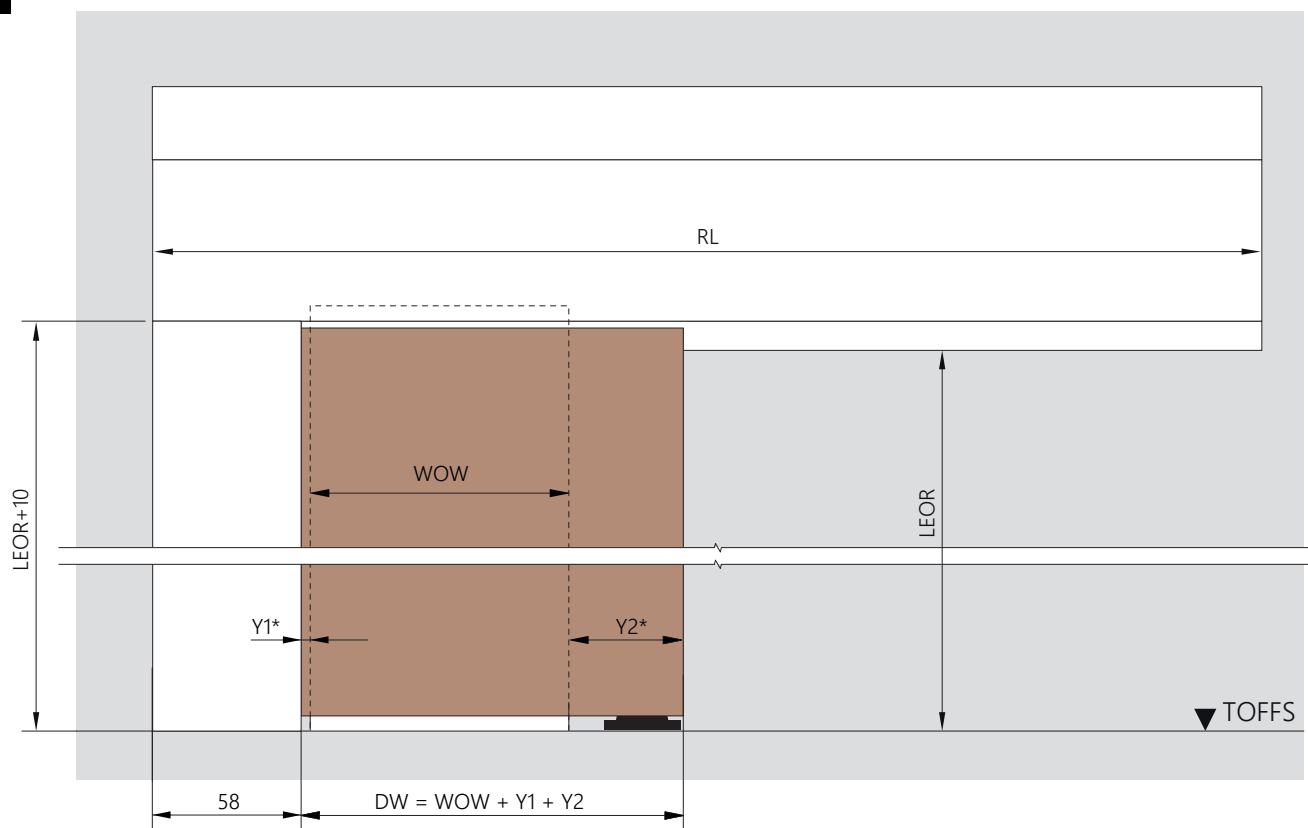 RL
WOW
LEOR+10
LEOR
Y1*
Y2*
TOFFS
58
DW = WOW + Y1 + Y2